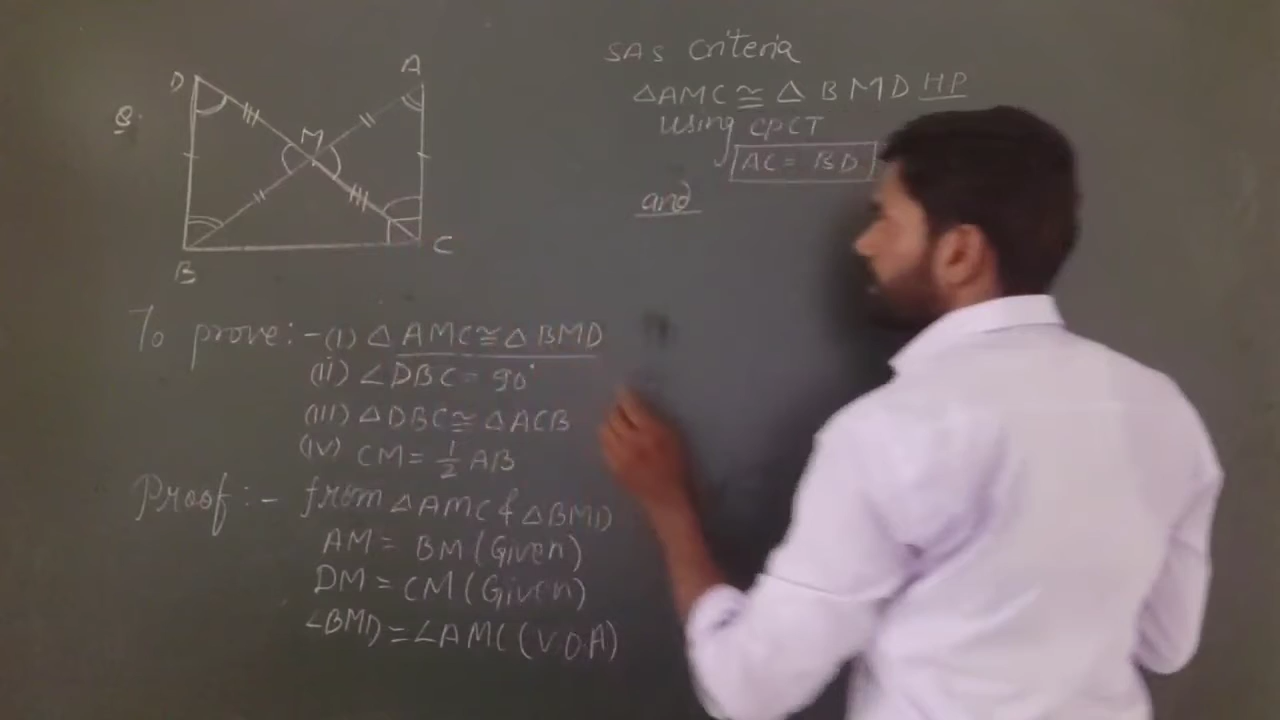 Q.
D
A
M
B
C
To prove:- (i) △ AMC ≅ △ BMD
(ii) ∠DBC = 90°
(iii) △DBC ≅ △ACB
(iv) CM = 1/2 AB
Proof:- from △AMC & △BMD
AM = BM (Given)
DM = CM (Given)
∠BMD = ∠AMC (V.O.A)
SAS Criteria
△AMC ≅ △ BMD HP
using CPCT
AC = BD
and